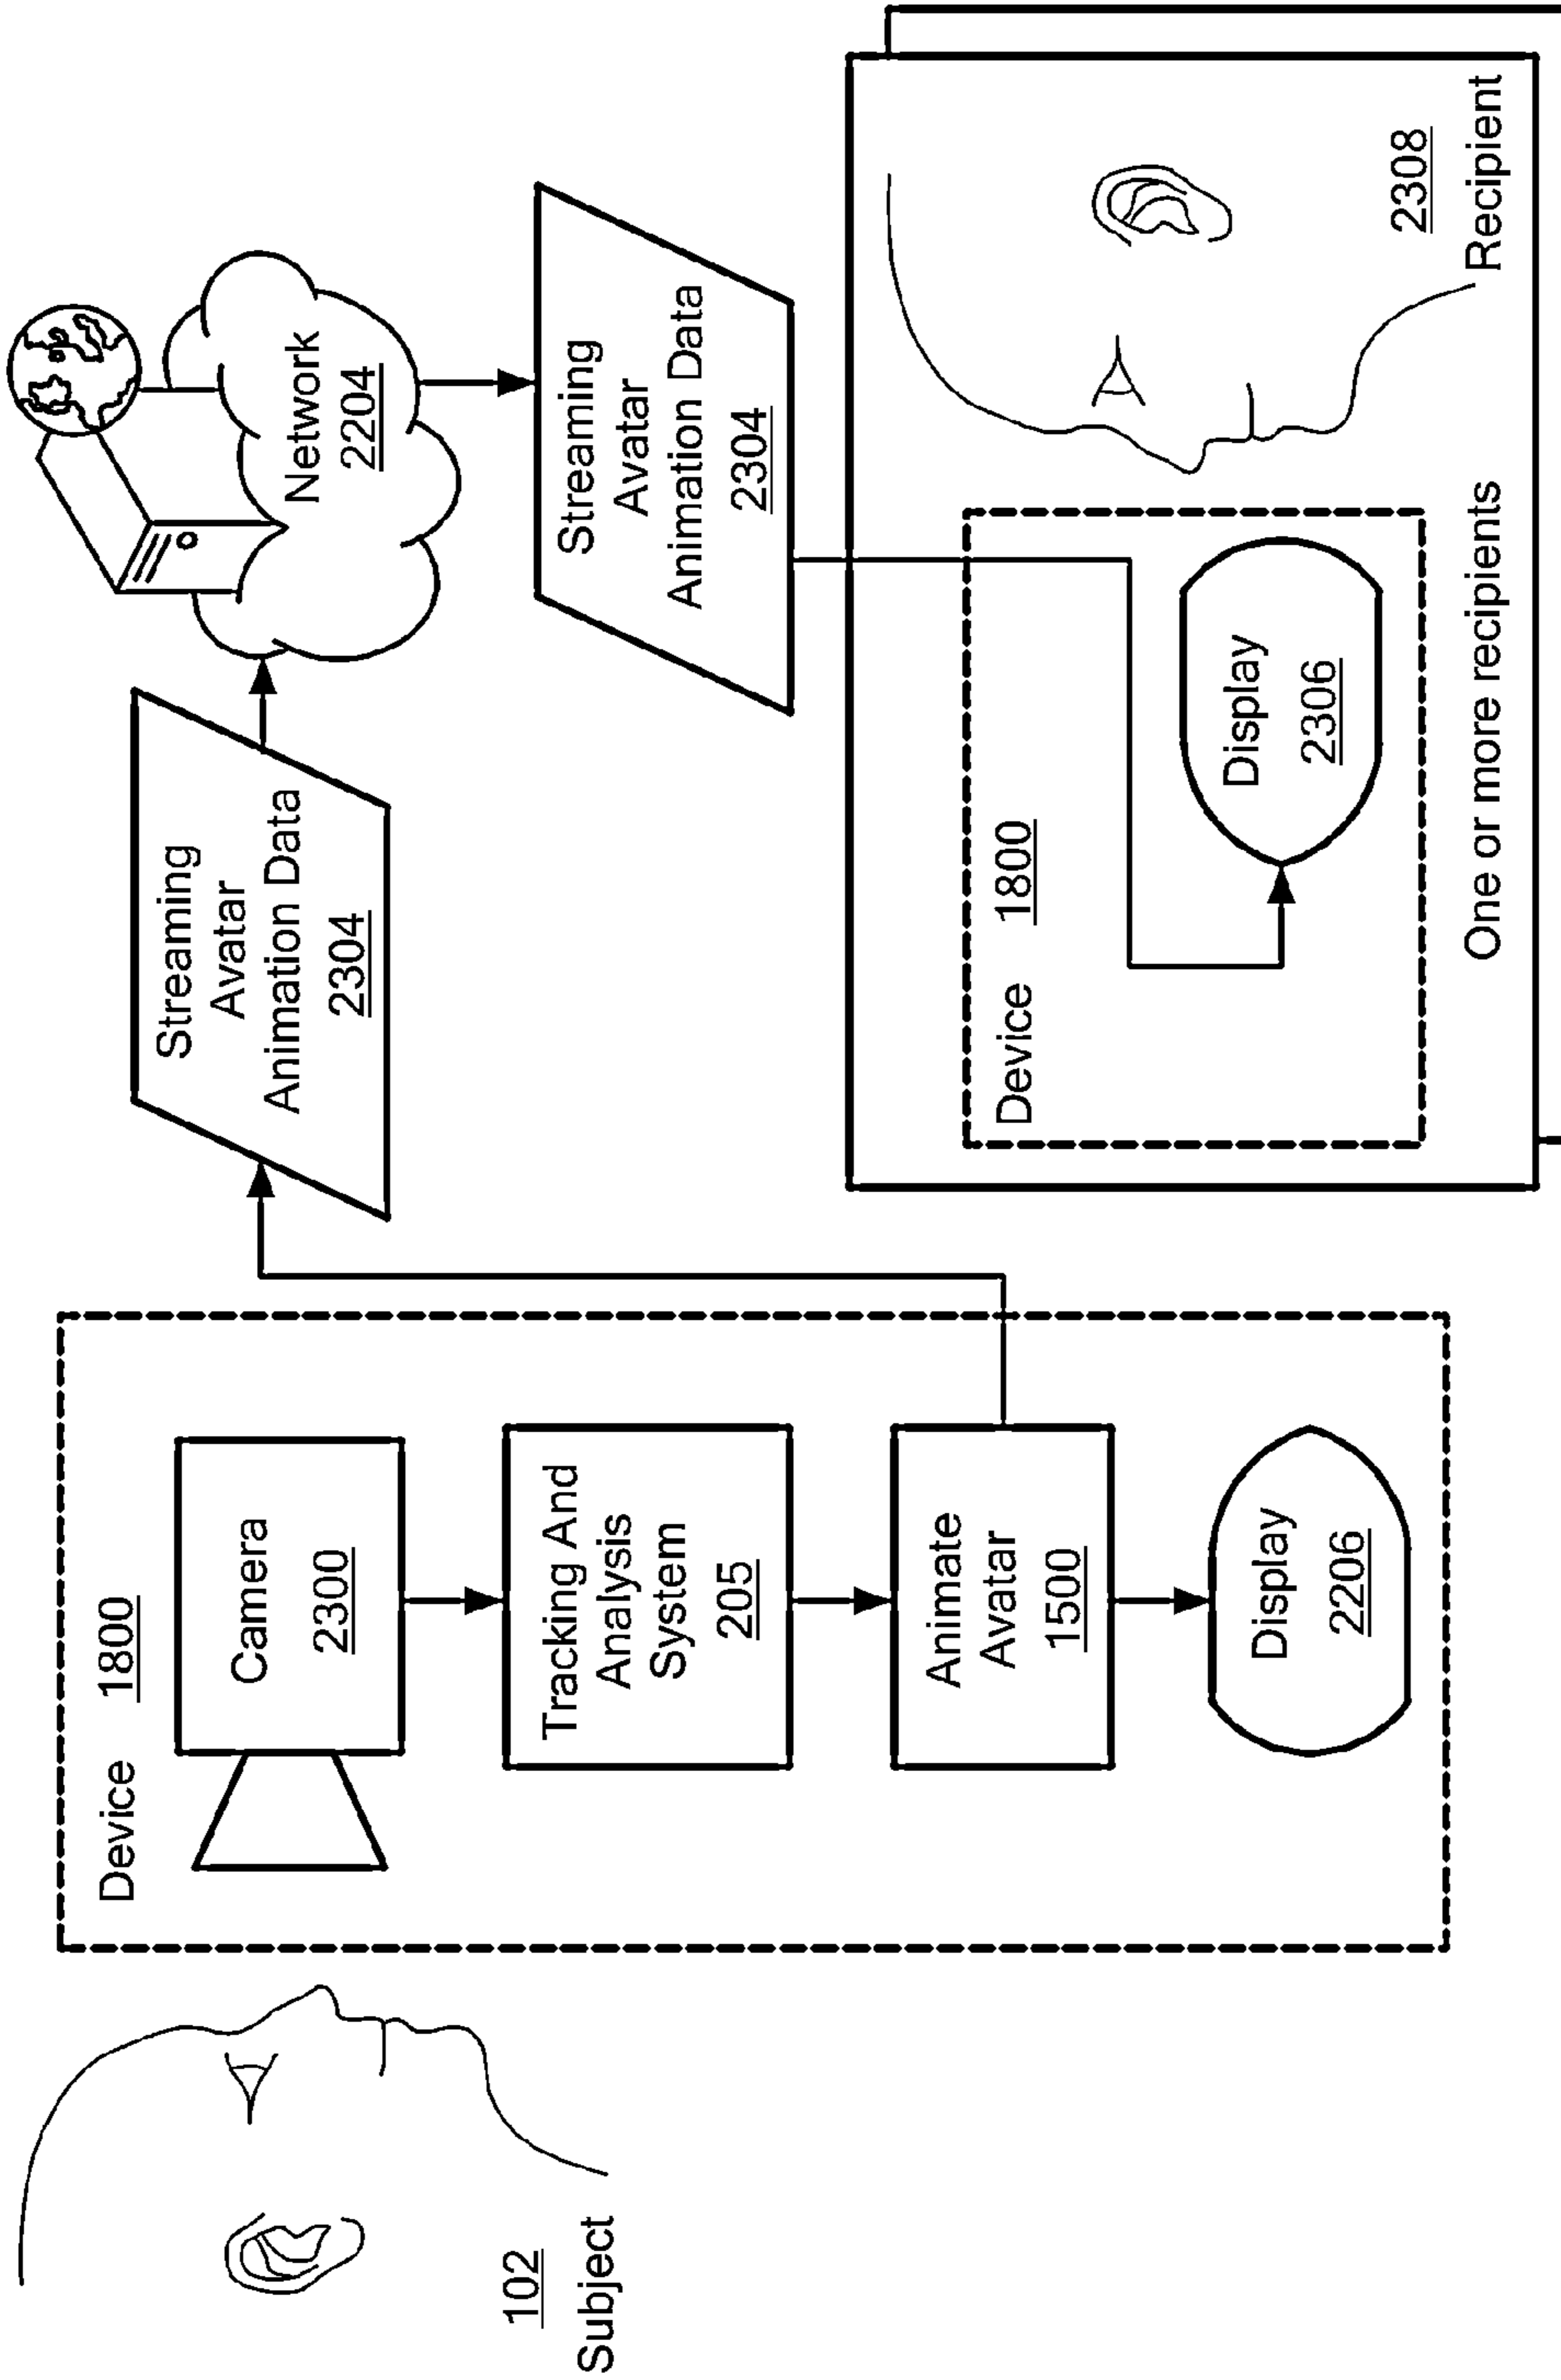 102
Subject
Device 1800
Camera
2300
Tracking And
Analysis
System
205
Animate
Avatar
1500
Display
2206
Streaming
Avatar
Animation Data
2304
Network
2204
Streaming
Avatar
Animation Data
2304
Device 1800
Display
2306
One or more recipients
2308
Recipient